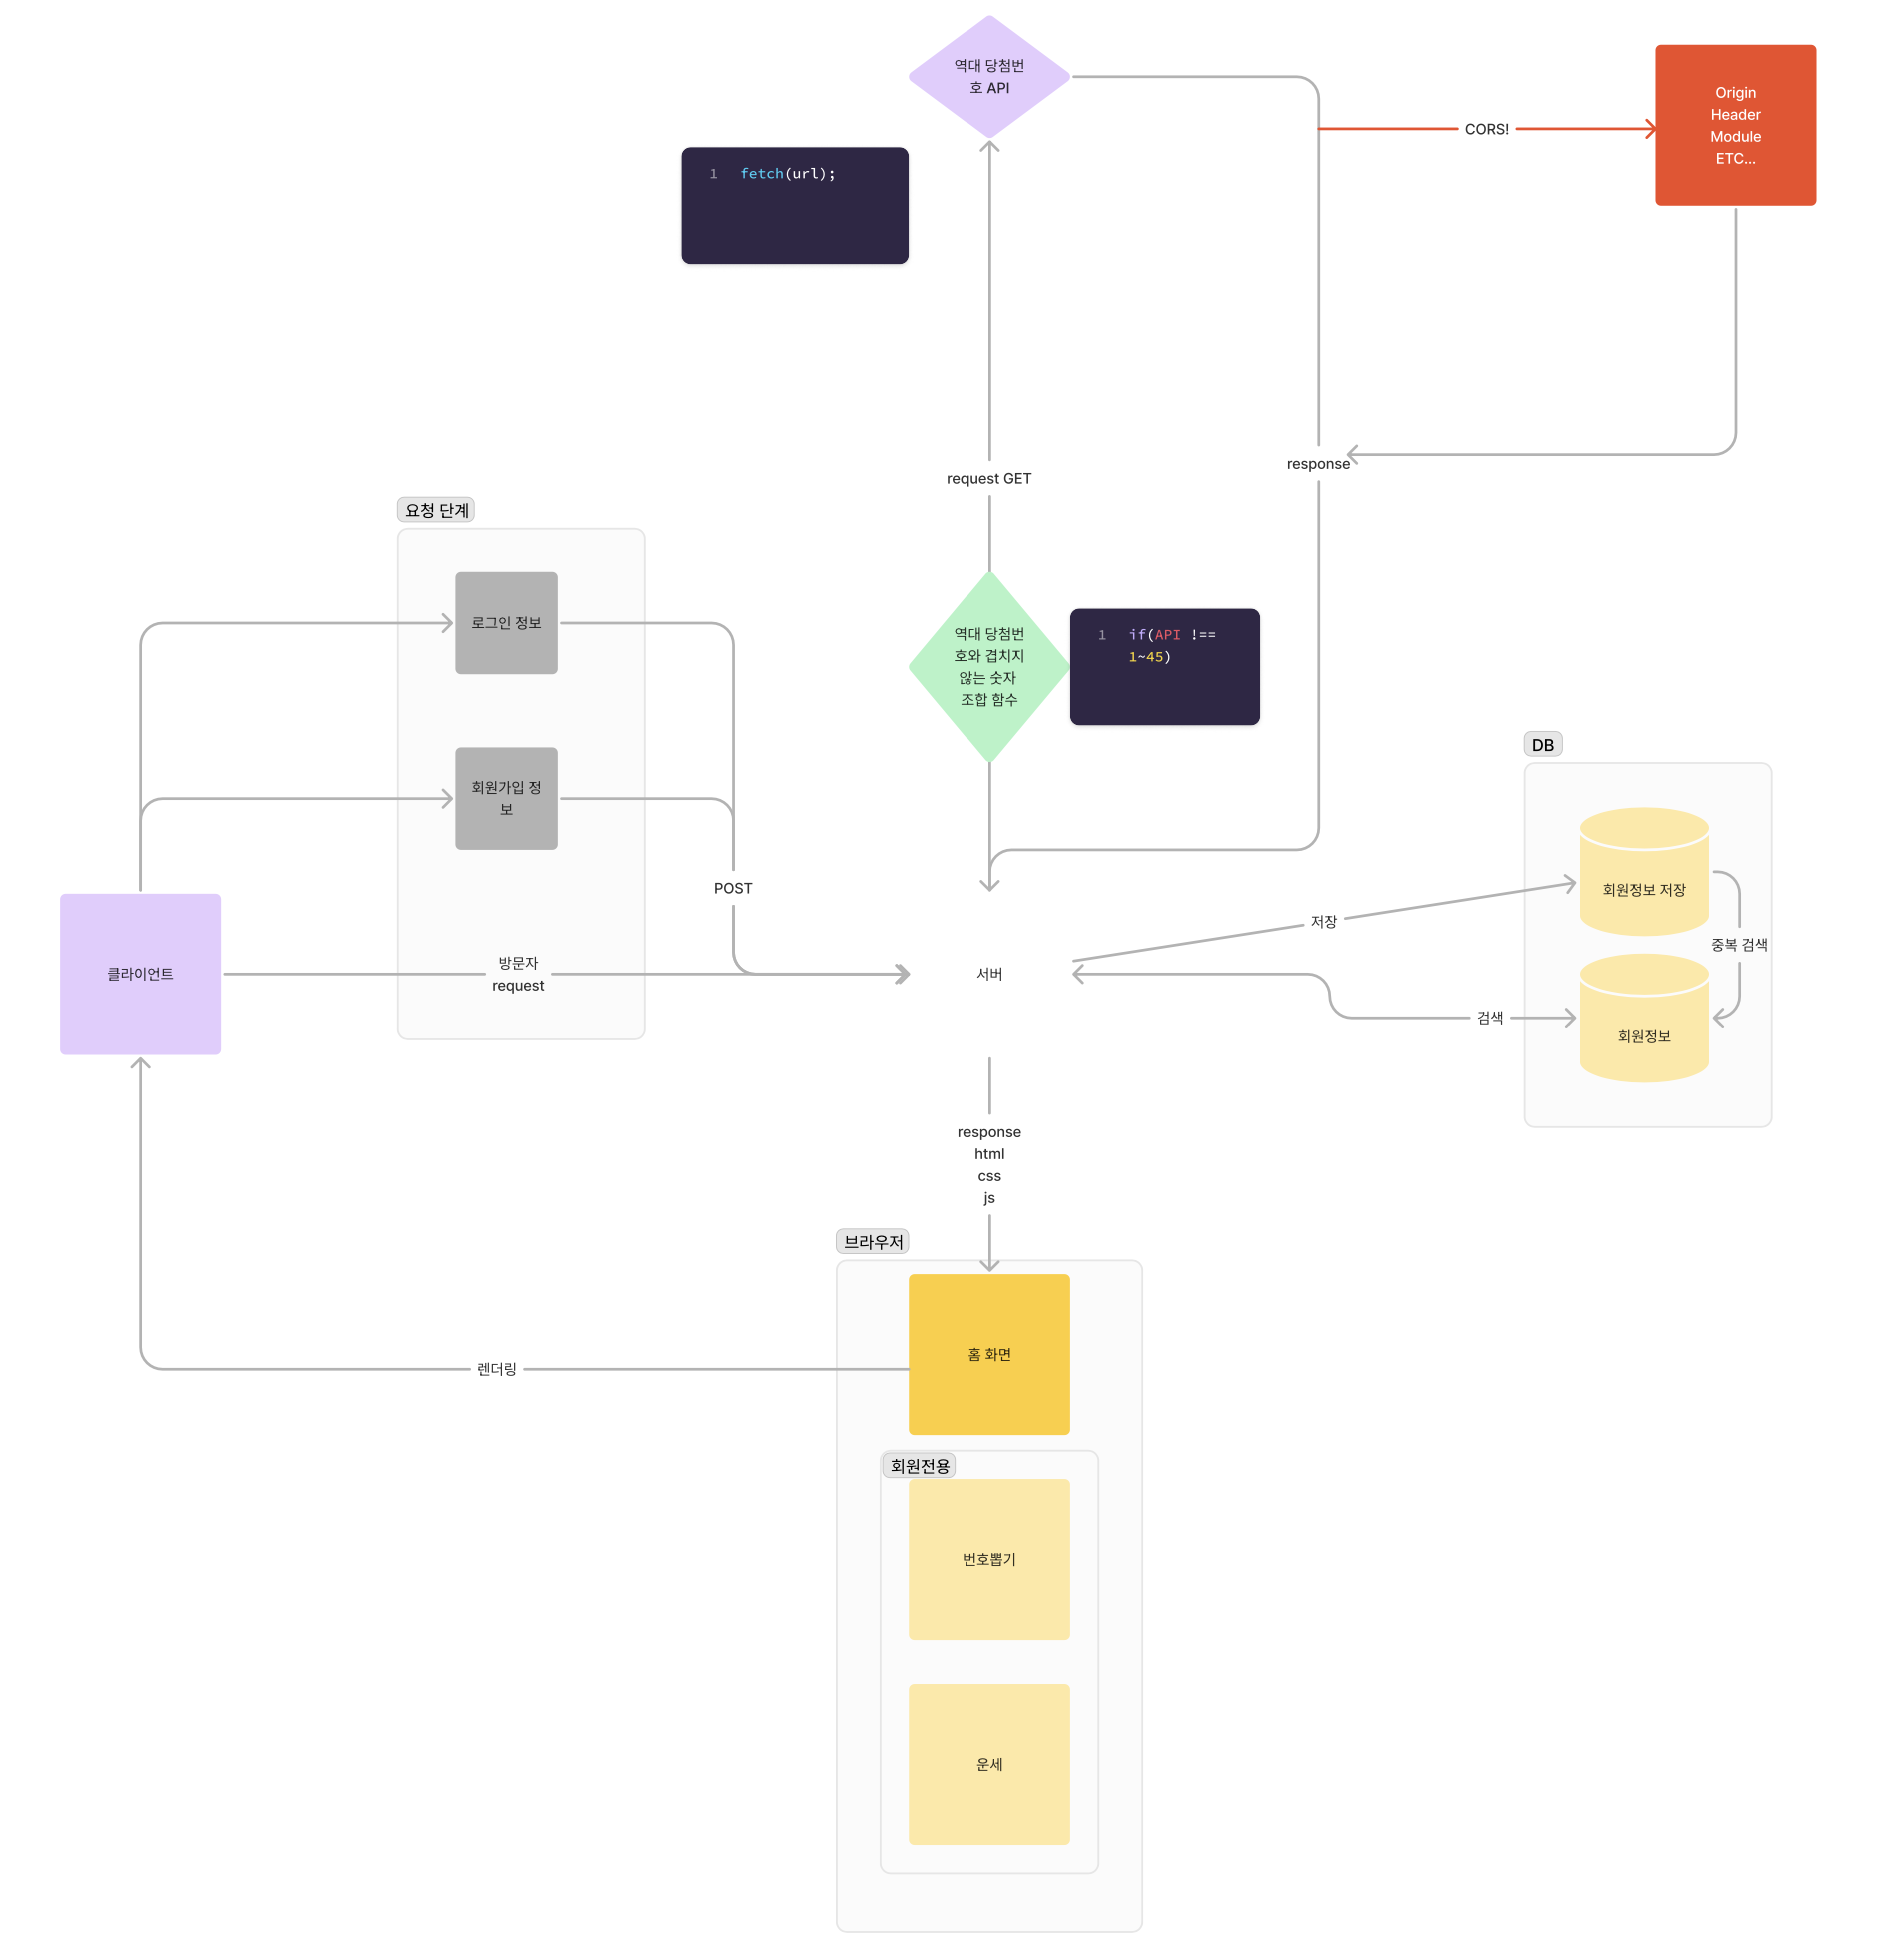 역대 당첨번
호 API
Origin
Header
Module
ETC...
CORS!
1 fetch(url);
response
request GET
요청 단계
로그인 정보
역대 당첨번
호와 겹치지
않는 숫자
조합 함수
1 if(API !==
1~45)
DB
회원가입 정
보
POST
회원정보 저장
저장
중복 검색
클라이언트
방문자
request
서버
검색
회원정보
response
html
css
js
브라우저
홈 화면
렌더링
회원전용
번호뽑기
운세